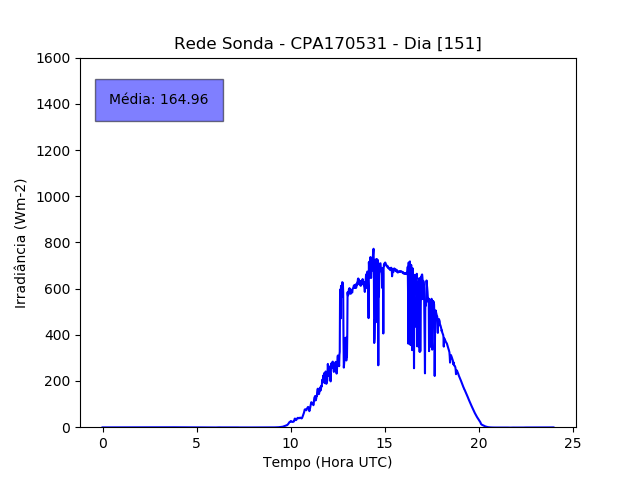 Rede Sonda - CPA170531 - Dia [151]
1600
Média: 164.96
1400
1200
1000
800
600
400
200
0
Irradiância (Wm-2)
0 5 10 15 20 25
Tempo (Hora UTC)